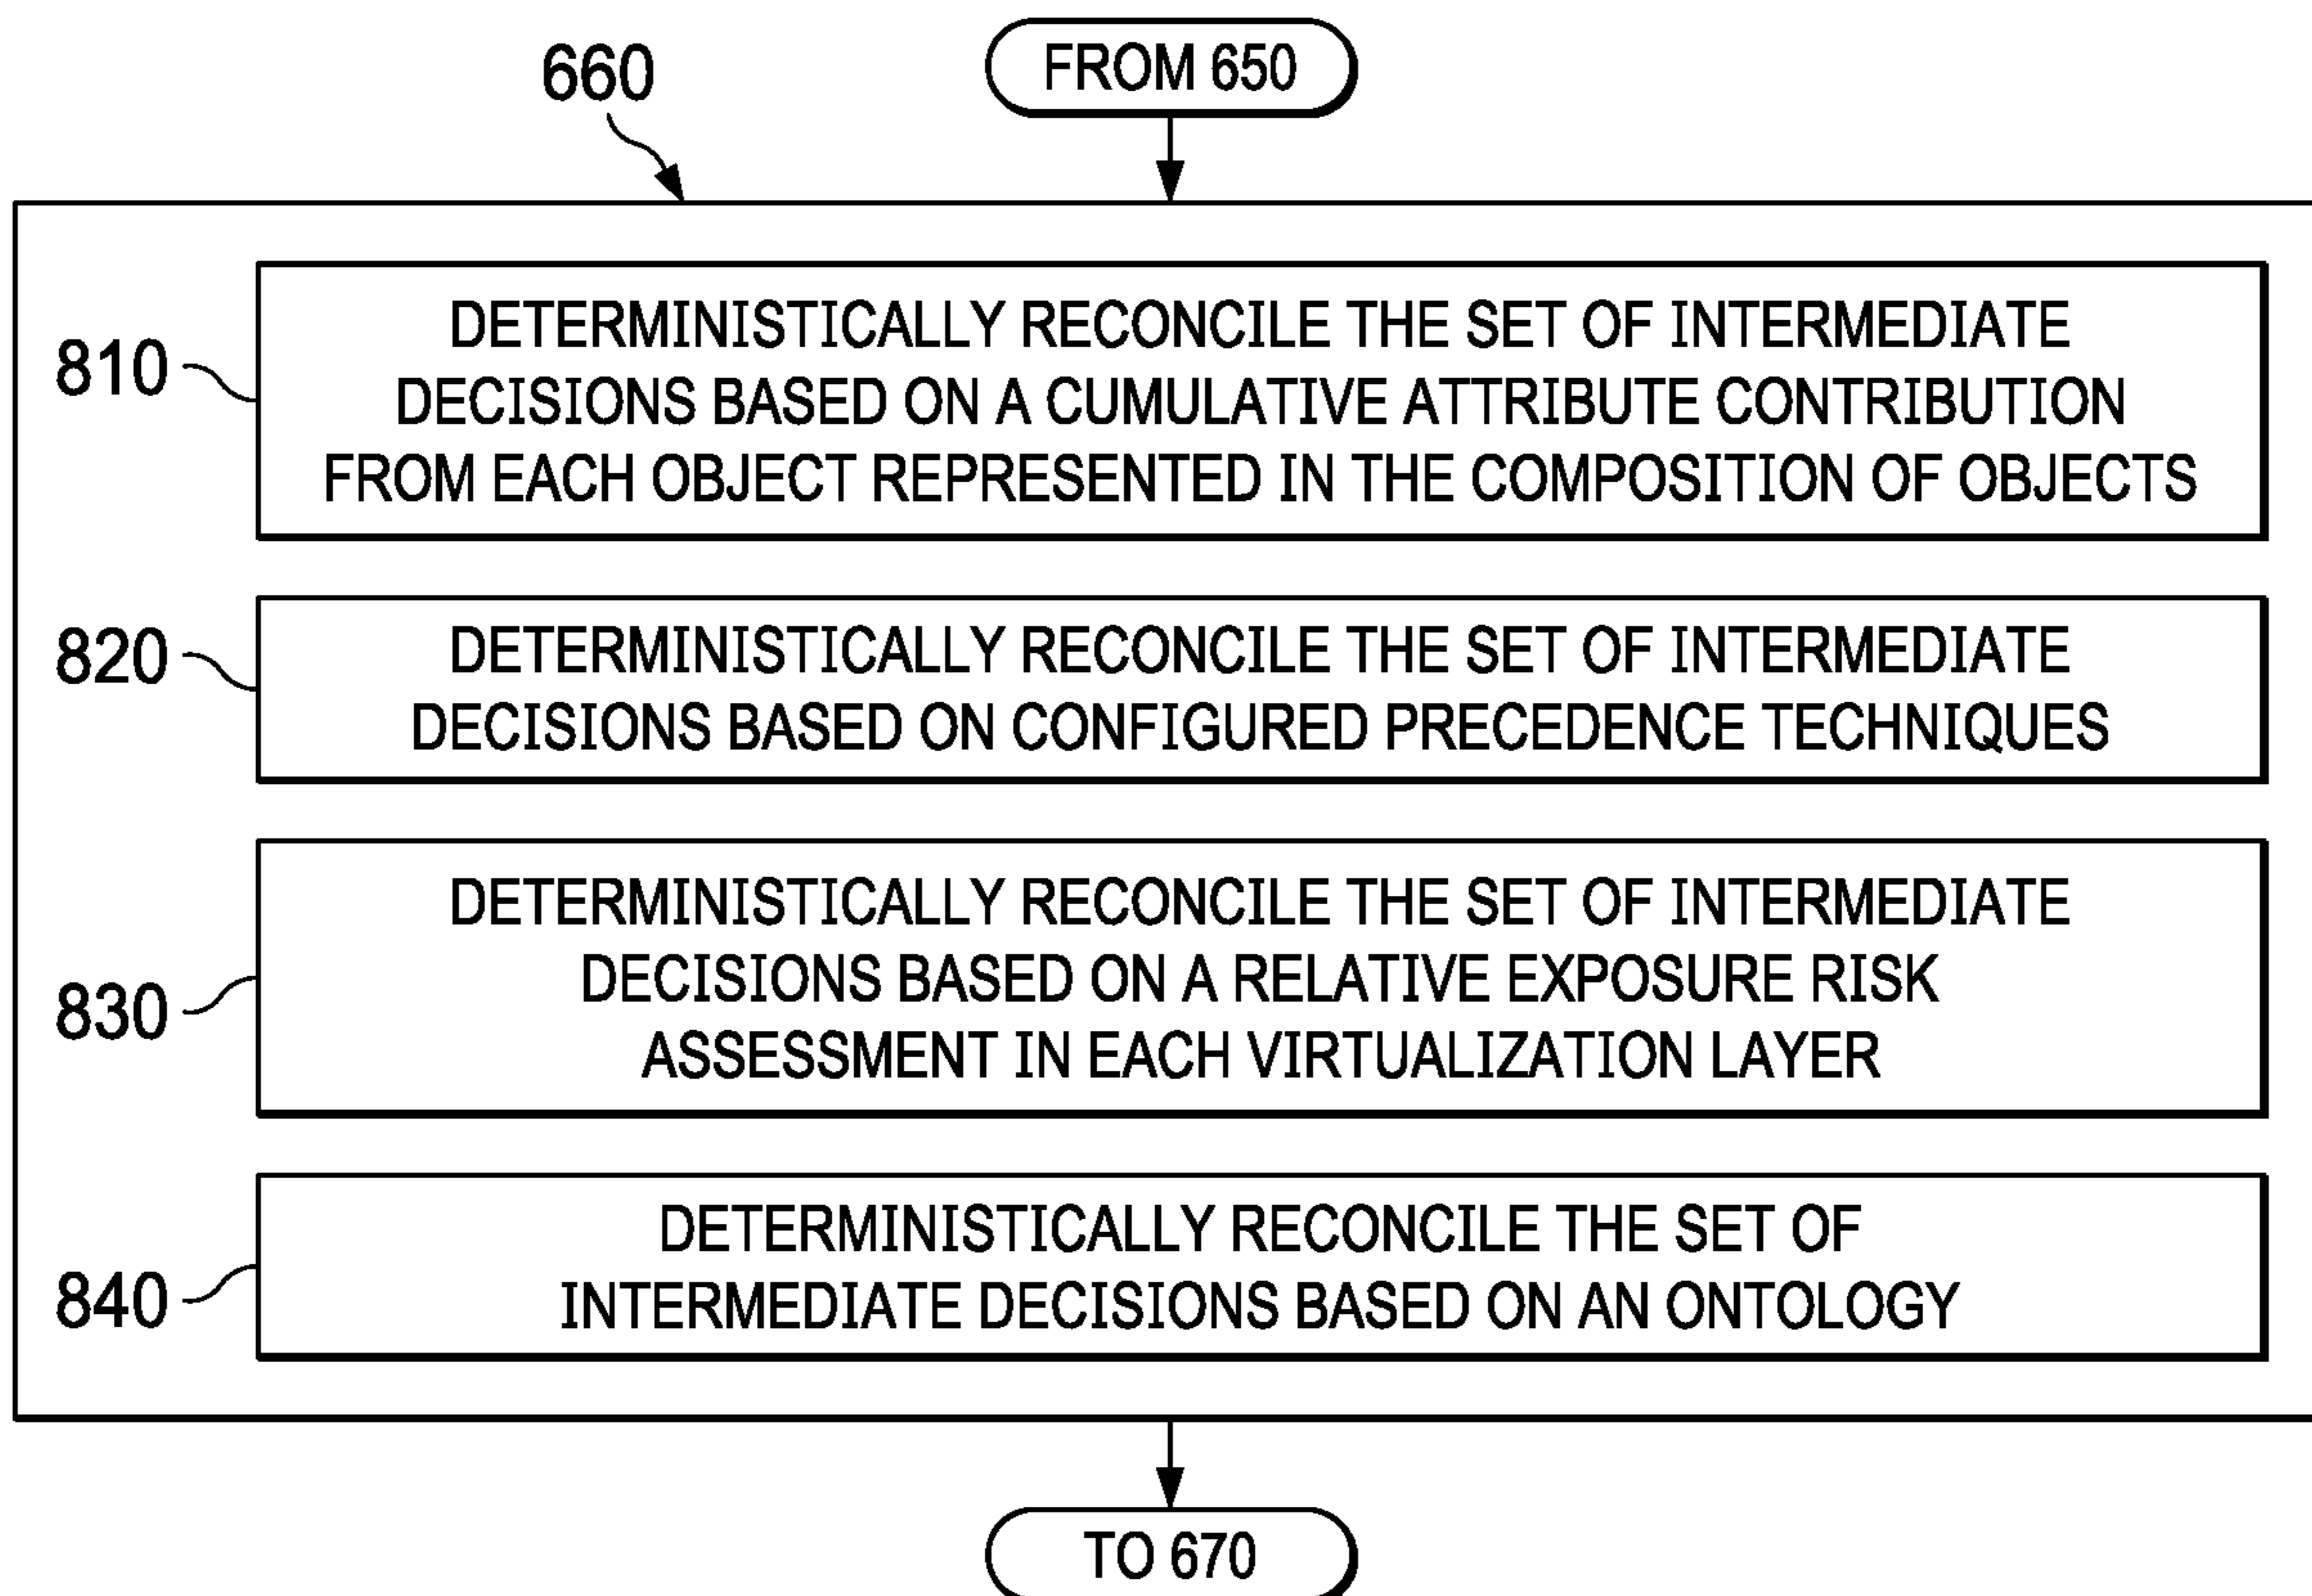 660
FROM 650
810
DETERMINISTICALLY RECONCILE THE SET OF INTERMEDIATE
DECISIONS BASED ON A CUMULATIVE ATTRIBUTE CONTRIBUTION
FROM EACH OBJECT REPRESENTED IN THE COMPOSITION OF OBJECTS
820
DETERMINISTICALLY RECONCILE THE SET OF INTERMEDIATE
DECISIONS BASED ON CONFIGURED PRECEDENCE TECHNIQUES
830
DETERMINISTICALLY RECONCILE THE SET OF INTERMEDIATE
DECISIONS BASED ON A RELATIVE EXPOSURE RISK
ASSESSMENT IN EACH VIRTUALIZATION LAYER
840
DETERMINISTICALLY RECONCILE THE SET OF
INTERMEDIATE DECISIONS BASED ON AN ONTOLOGY
TO 670